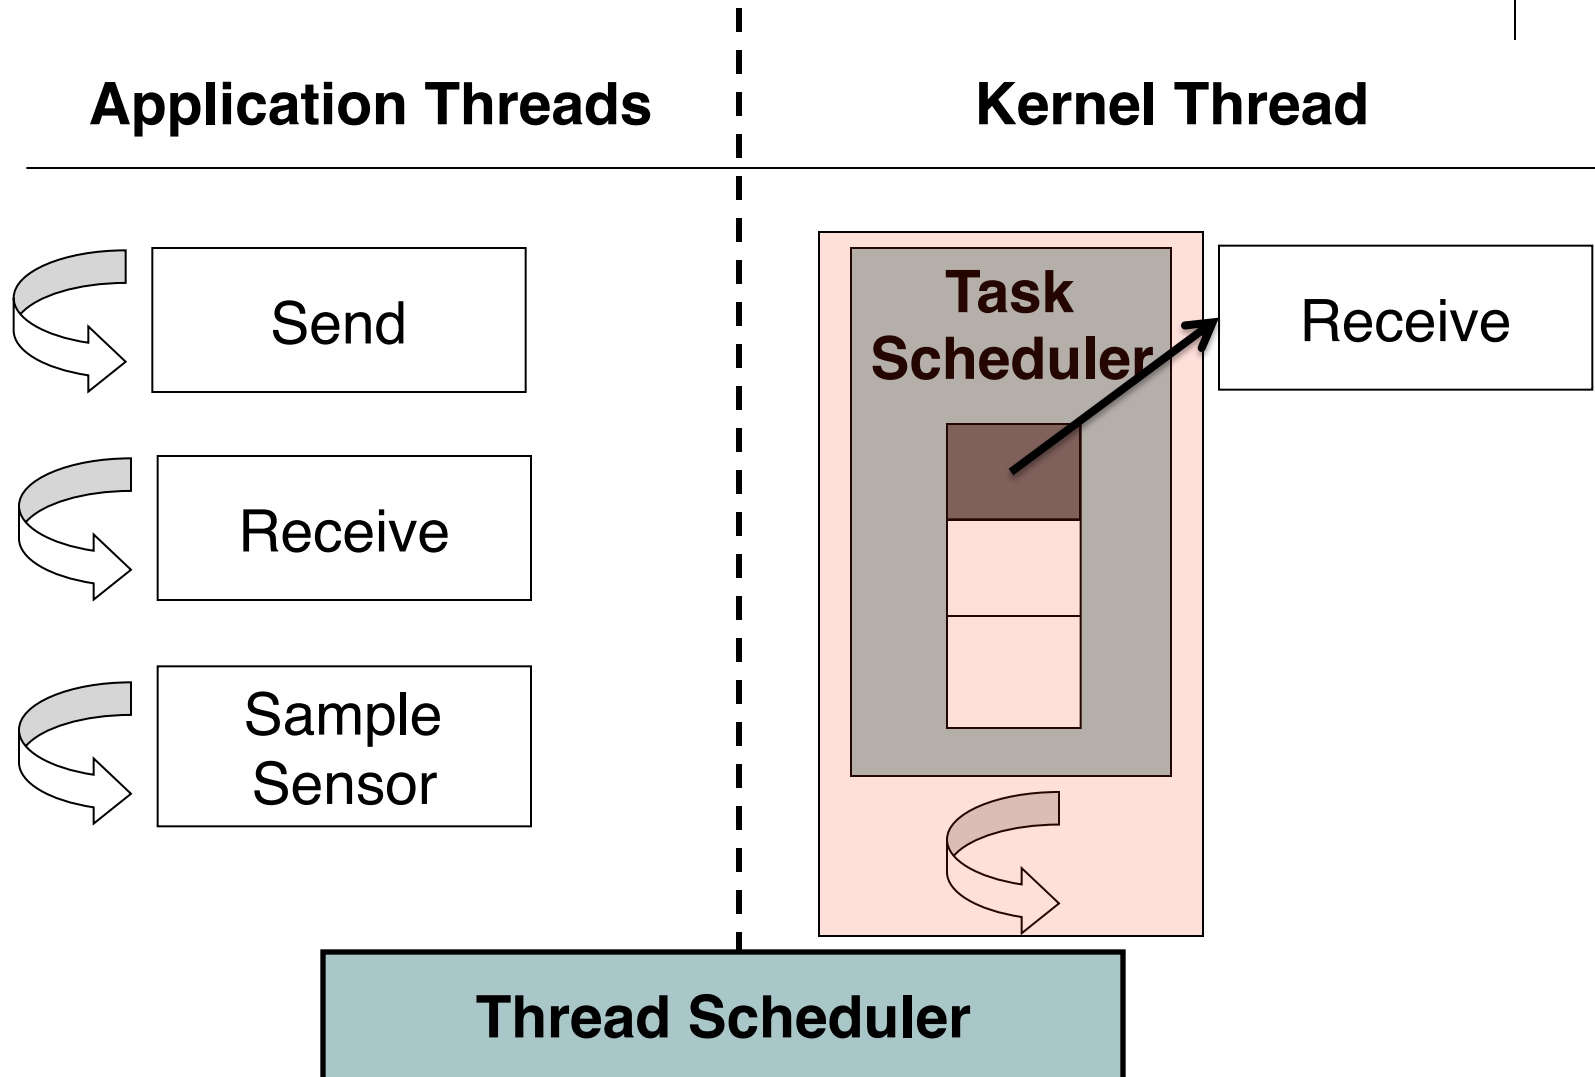 Application Threads
Kernel Thread
Send
Receive
Sample
Sensor
Task
Scheduler
Receive
Thread Scheduler